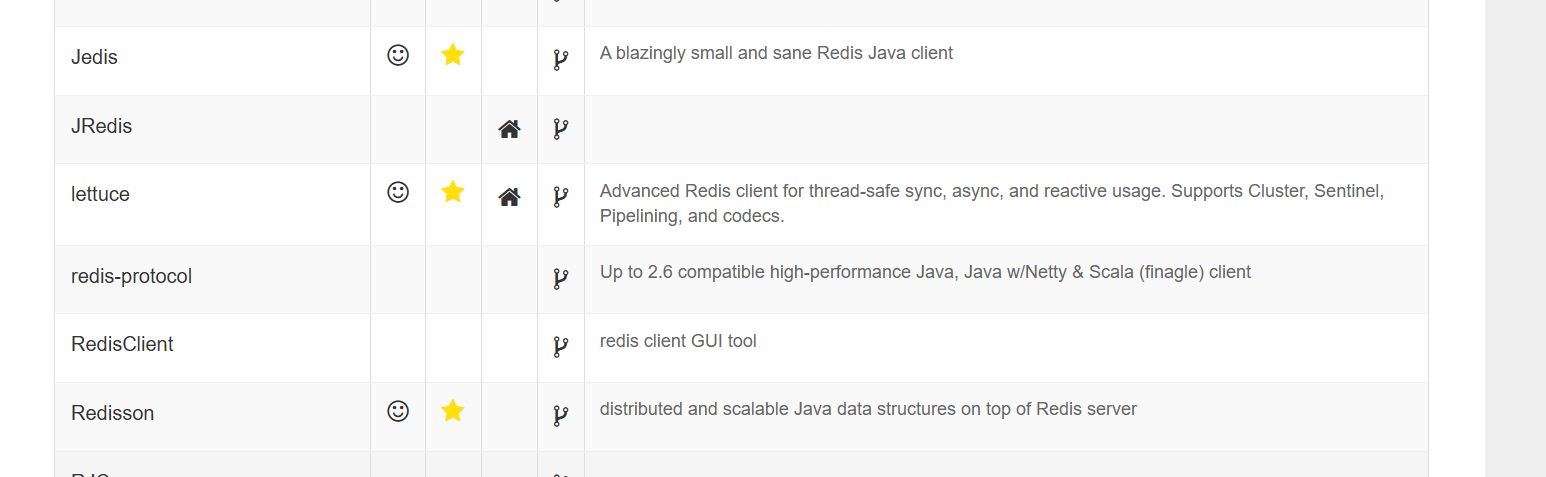 Jedis
A blazingly small and sane Redis Java client
JRedis
lettuce
Advanced Redis client for thread-safe sync, async, and reactive usage. Supports Cluster, Sentinel,
Pipelining, and codecs.
redis-protocol
Up to 2.6 compatible high-performance Java, Java w/Netty & Scala (finagle) client
RedisClient
redis client GUI tool
Redisson
distributed and scalable Java data structures on top of Redis server